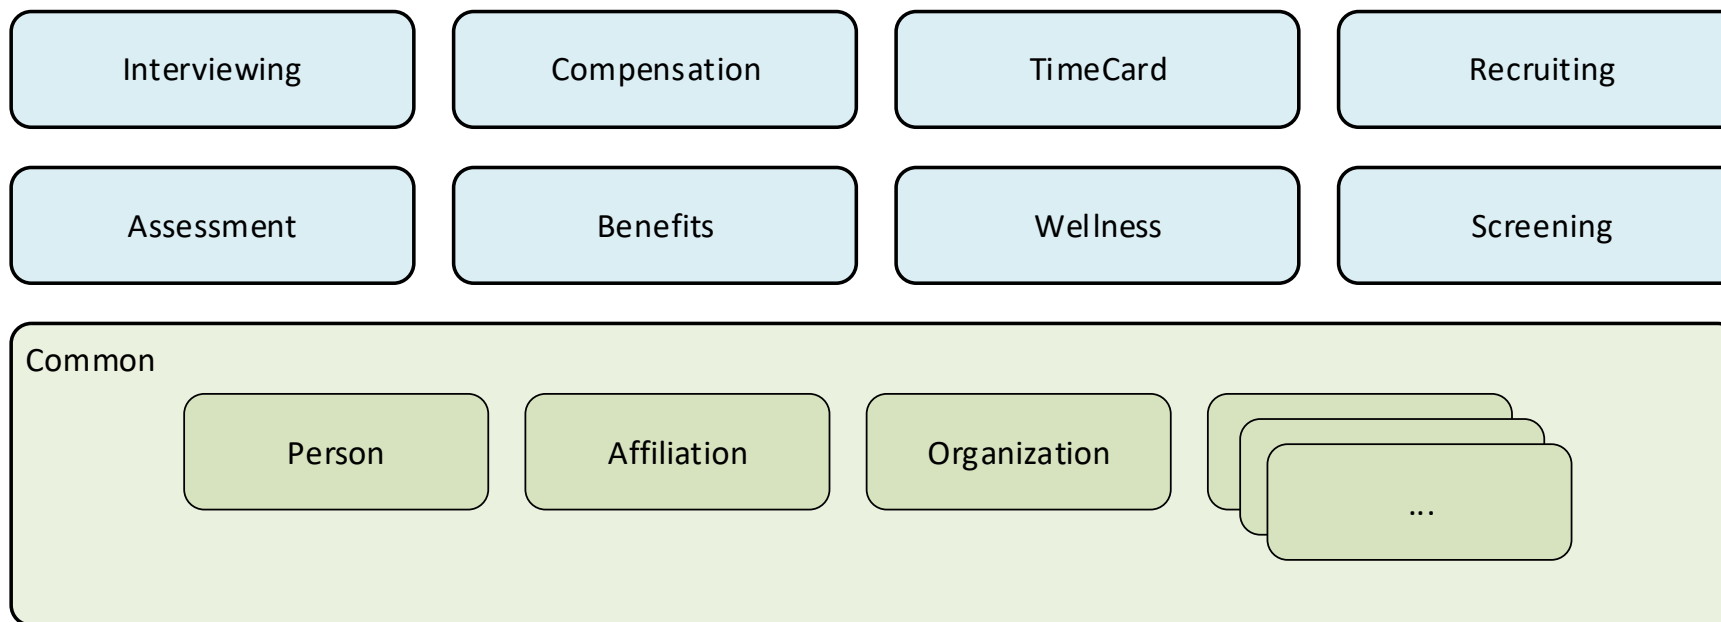 Interviewing
Compensation
TimeCard
Recruiting
Assessment
Benefits
Wellness
Screening
Common
Person
Affiliation
Organization
...